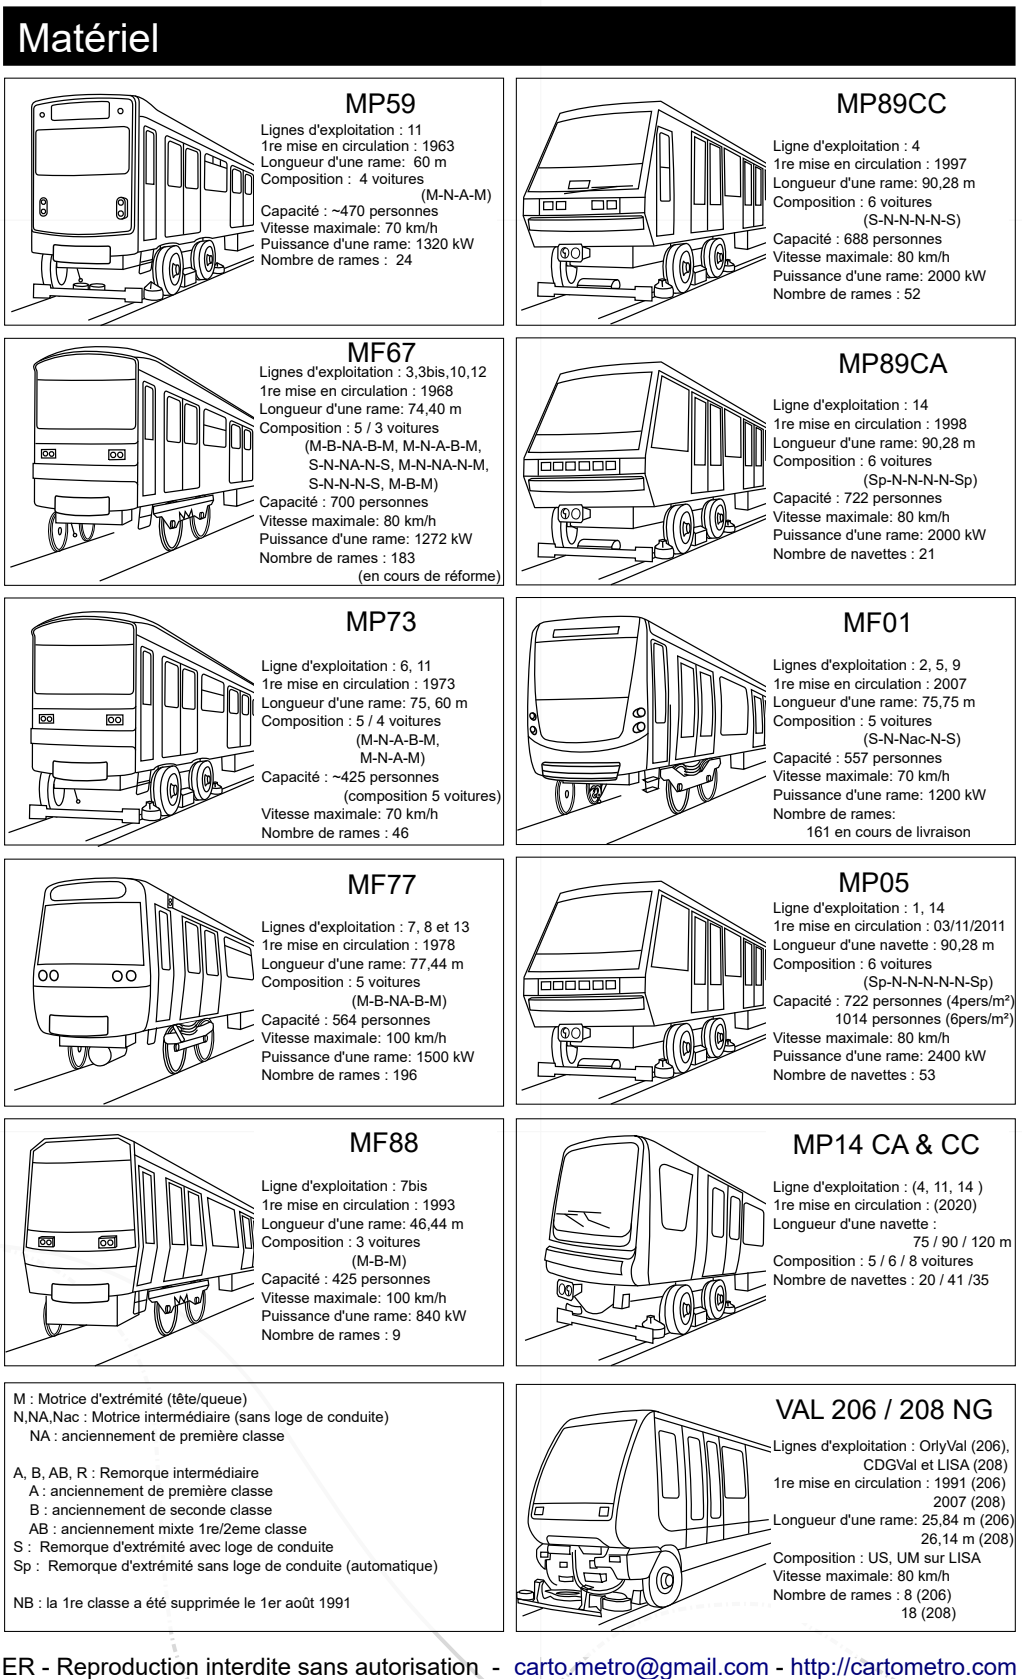 Matériel
MP59
Lignes d'exploitation : 11
1re mise en circulation : 1963
Longueur d'une rame: 60 m
Composition : 4 voitures
(M-N-A-M)
Capacité : ~470 personnes
Vitesse maximale: 70 km/h
Puissance d'une rame: 1320 kW
Nombre de rames : 24
MF67
Lignes d'exploitation : 3,3bis,10,12
1re mise en circulation : 1968
Longueur d'une rame: 74,40 m
Composition : 5 / 3 voitures
(M-B-NA-B-M, M-N-A-B-M,
S-N-NA-N-S, M-N-NA-N-M,
S-N-N-N-S, M-B-M)
Capacité : 700 personnes
Vitesse maximale: 80 km/h
Puissance d'une rame: 1272 kW
Nombre de rames : 183
(en cours de réforme)
MP73
Ligne d'exploitation : 6, 11
1re mise en circulation : 1973
Longueur d'une rame: 75, 60 m
Composition : 5 / 4 voitures
(M-N-A-B-M,
M-N-A-M)
Capacité : ~425 personnes
(composition 5 voitures)
Vitesse maximale: 70 km/h
Nombre de rames : 46
MF77
Lignes d'exploitation : 7, 8 et 13
1re mise en circulation : 1978
Longueur d'une rame: 77,44 m
Composition : 5 voitures
(M-B-NA-B-M)
Capacité : 564 personnes
Vitesse maximale: 100 km/h
Puissance d'une rame: 1500 kW
Nombre de rames : 196
MF88
Ligne d'exploitation : 7bis
1re mise en circulation : 1993
Longueur d'une rame: 46,44 m
Composition : 3 voitures
(M-B-M)
Capacité : 425 personnes
Vitesse maximale: 100 km/h
Puissance d'une rame: 840 kW
Nombre de rames : 9
M : Motrice d'extrémité (tête/queue)
N,NA,Nac : Motrice intermédiaire (sans loge de conduite)
NA : anciennement de première classe
A, B, AB, R : Remorque intermédiaire
A : anciennement de première classe
B : anciennement de seconde classe
AB : anciennement mixte 1re/2eme classe
S : Remorque d'extrémité avec loge de conduite
Sp : Remorque d'extrémité sans loge de conduite (automatique)
NB : la 1re classe a été supprimée le 1er août 1991
MP89CC
Ligne d'exploitation : 4
1re mise en circulation : 1997
Longueur d'une rame: 90,28 m
Composition : 6 voitures
(S-N-N-N-N-S)
Capacité : 688 personnes
Vitesse maximale: 80 km/h
Puissance d'une rame: 2000 kW
Nombre de rames : 52
MP89CA
Ligne d'exploitation : 14
1re mise en circulation : 1998
Longueur d'une rame: 90,28 m
Composition : 6 voitures
(Sp-N-N-N-N-Sp)
Capacité : 722 personnes
Vitesse maximale: 80 km/h
Puissance d'une rame: 2000 kW
Nombre de navettes : 21
MF01
Lignes d'exploitation : 2, 5, 9
1re mise en circulation : 2007
Longueur d'une rame: 75,75 m
Composition : 5 voitures
(S-N-Nac-N-S)
Capacité : 557 personnes
Vitesse maximale: 70 km/h
Puissance d'une rame: 1200 kW
Nombre de rames:
161 en cours de livraison
MP05
Ligne d'exploitation : 1, 14
1re mise en circulation : 03/11/2011
Longueur d'une navette : 90,28 m
Composition : 6 voitures
(Sp-N-N-N-N-Sp)
Capacité : 722 personnes (4pers/m²)
1014 personnes (6pers/m²)
Vitesse maximale: 80 km/h
Puissance d'une rame: 2400 kW
Nombre de navettes : 53
MP14 CA & CC
Ligne d'exploitation : (4, 11, 14 )
1re mise en circulation : (2020)
Longueur d'une navette :
75 / 90 / 120 m
Composition : 5 / 6 / 8 voitures
Nombre de navettes : 20 / 41 /35
VAL 206 / 208 NG
Lignes d'exploitation : OrlyVal (206),
CDGVal et LISA (208)
1re mise en circulation : 1991 (206)
2007 (208)
Longueur d'une rame: 25,84 m (206)
26,14 m (208)
Composition : US, UM sur LISA
Vitesse maximale: 80 km/h
Nombre de rames : 8 (206)
18 (208)
ER - Reproduction interdite sans autorisation - carto.metro@gmail.com - http://cartometro.com